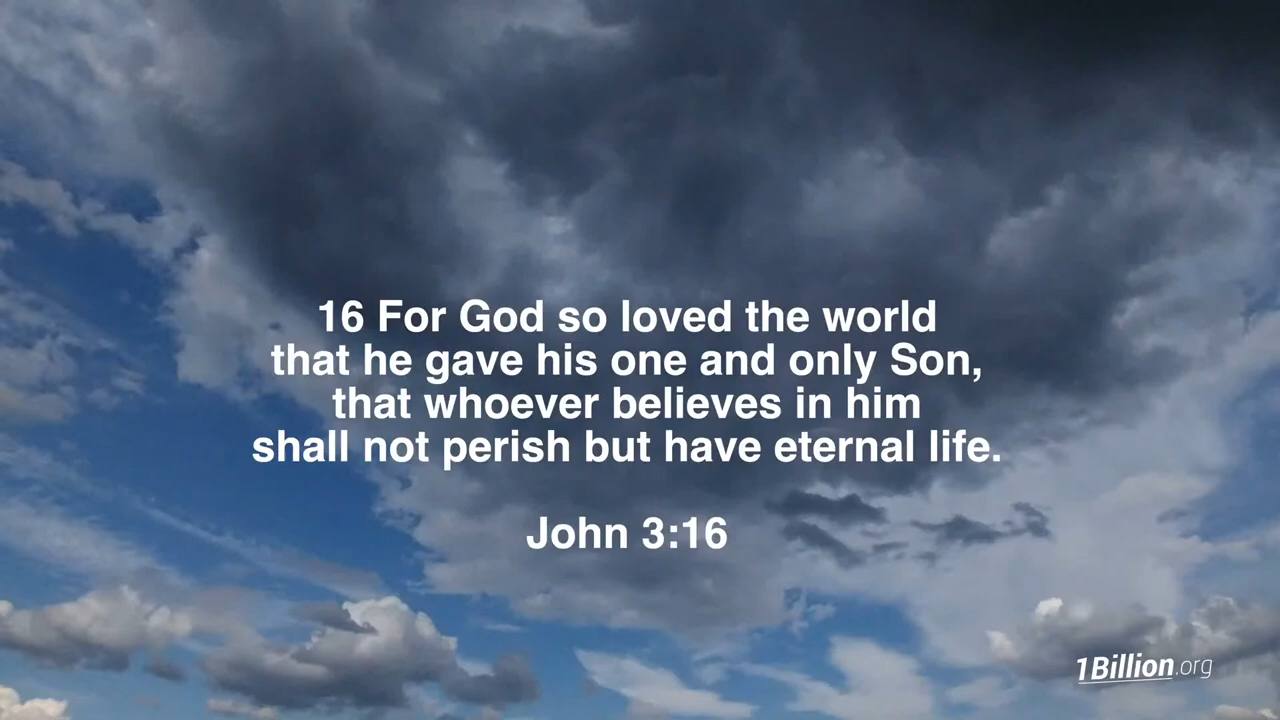 16 For God so loved the world
that he gave his one and only Son,
that whoever believes in him
shall not perish but have eternal life.
John 3:16
1Billion.org